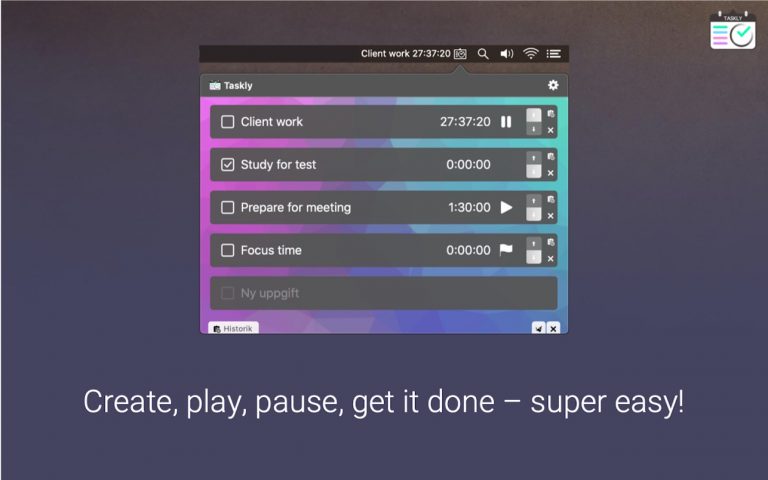 TASKLY
Client work 27:37:20
Taskly
Client work 27:37:20
Study for test 0:00:00
Prepare for meeting 1:30:00
Focus time 0:00:00
Ny uppgift
Historik
Create, play, pause, get it done – super easy!